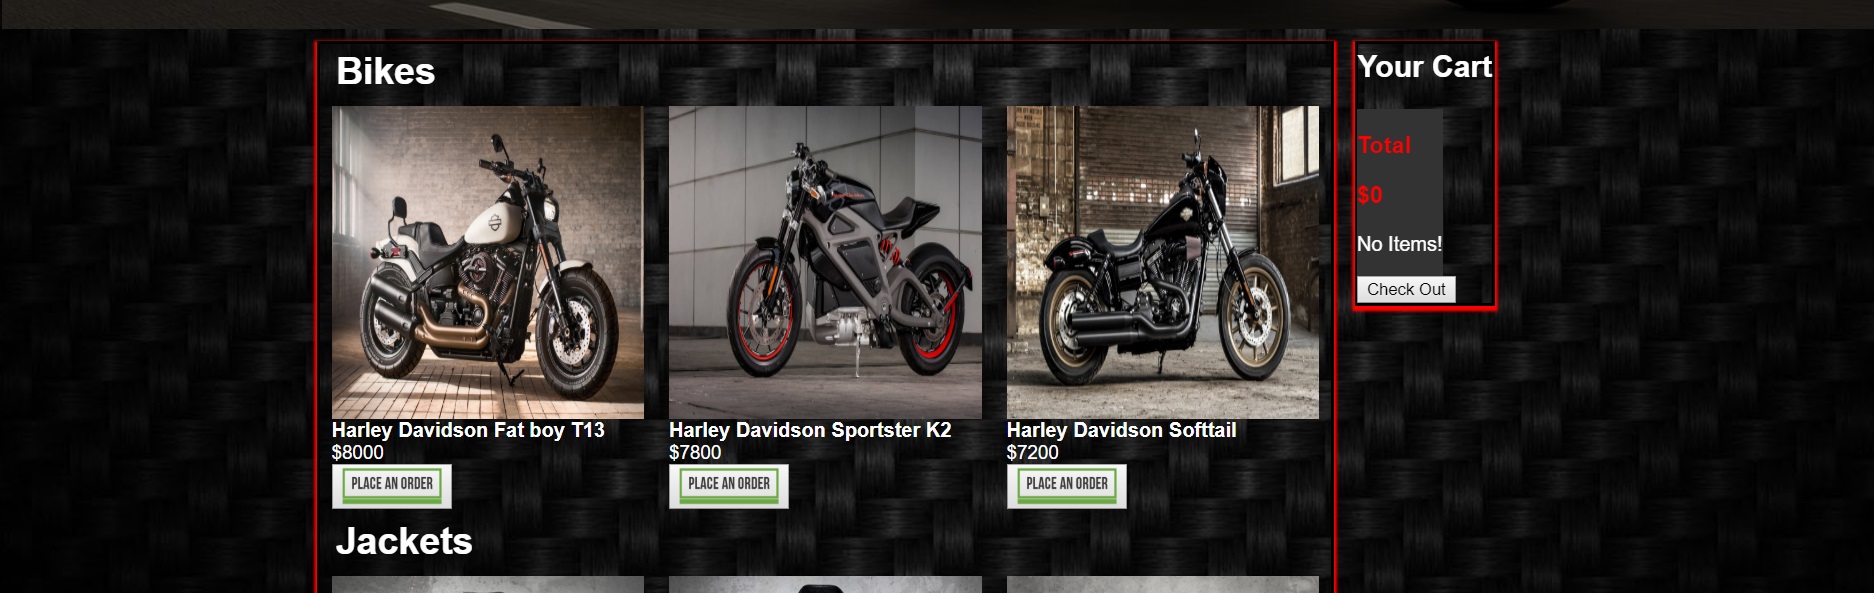 Bikes
Harley Davidson Fat boy T13
$8000
PLACE AN ORDER
Harley Davidson Sportster K2
$7800
PLACE AN ORDER
Harley Davidson Softtail
$7200
PLACE AN ORDER
Jackets
Your Cart
Total
$0
No Items!
Check Out